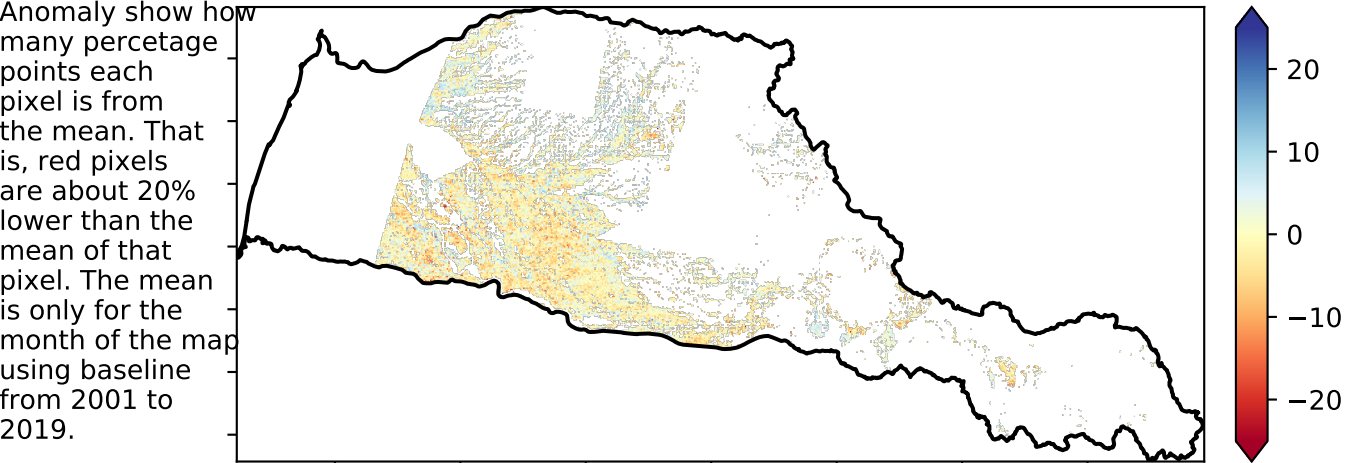 Anomaly show how
many percetage
points each
pixel is from
the mean. That
is, red pixels
are about 20%
lower than the
mean of that
pixel. The mean
is only for the
month of the map
using baseline
from 2001 to
2019.
20
10
0
−10
−20